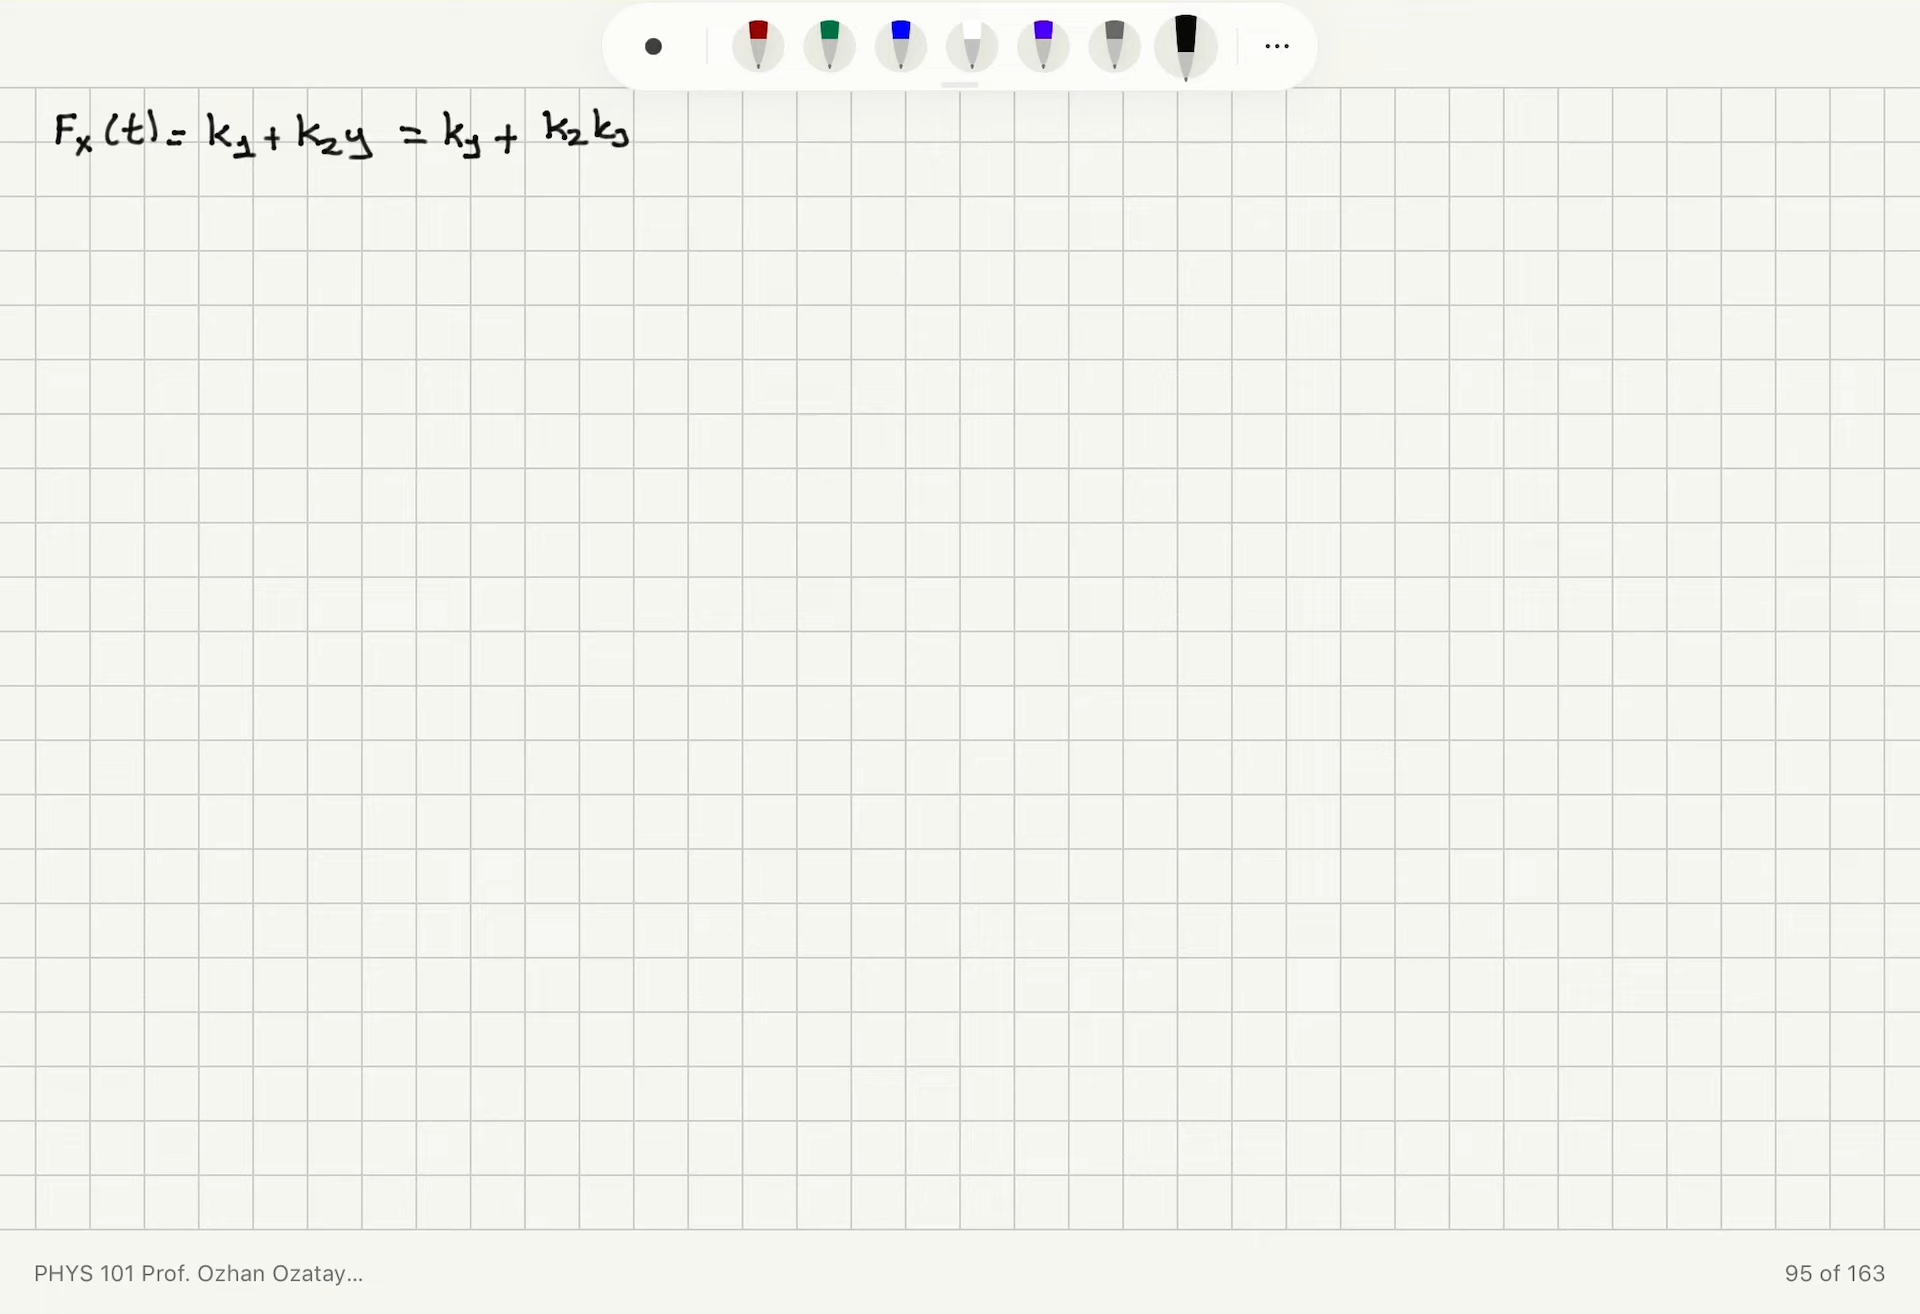 Fx(t) = k1 + k2y = k1 + k2k3
PHYS 101 Prof. Ozhan Ozatay...
95 of 163